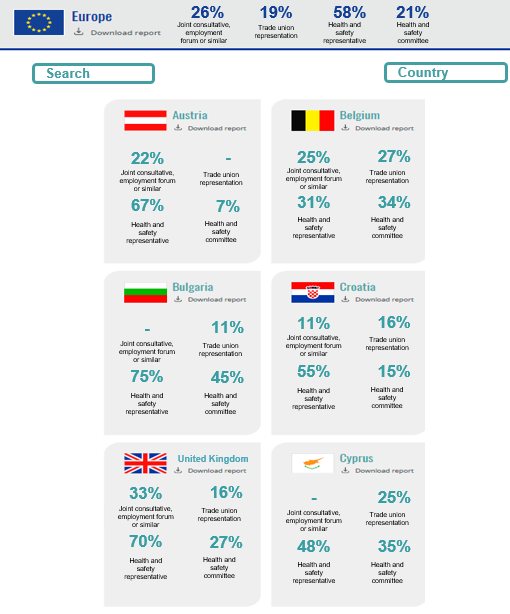 Europe
Download report
26%
Joint consultative,
employment
forum or similar
19%
Trade union
representation
58%
Health and
safety
representative
21%
Health and
safety
committee
Search
Country
Austria
Download report
22%
Joint consultative,
employment forum
or similar
-
Trade union
representation
67%
Health and
safety
representative
7%
Health and
safety
committee
Belgium
Download report
25%
Joint consultative,
employment forum
or similar
27%
Trade union
representation
31%
Health and
safety
representative
34%
Health and
safety
committee
Bulgaria
Download report
-
Joint consultative,
employment forum
or similar
11%
Trade union
representation
75%
Health and
safety
representative
45%
Health and
safety
committee
Croatia
Download report
11%
Joint consultative,
employment forum
or similar
16%
Trade union
representation
55%
Health and
safety
representative
15%
Health and
safety
committee
United Kingdom
Download report
33%
Joint consultative,
employment forum
or similar
16%
Trade union
representation
70%
Health and
safety
representative
27%
Health and
safety
committee
Cyprus
Download report
-
Joint consultative,
employment forum
or similar
25%
Trade union
representation
48%
Health and
safety
representative
35%
Health and
safety
committee